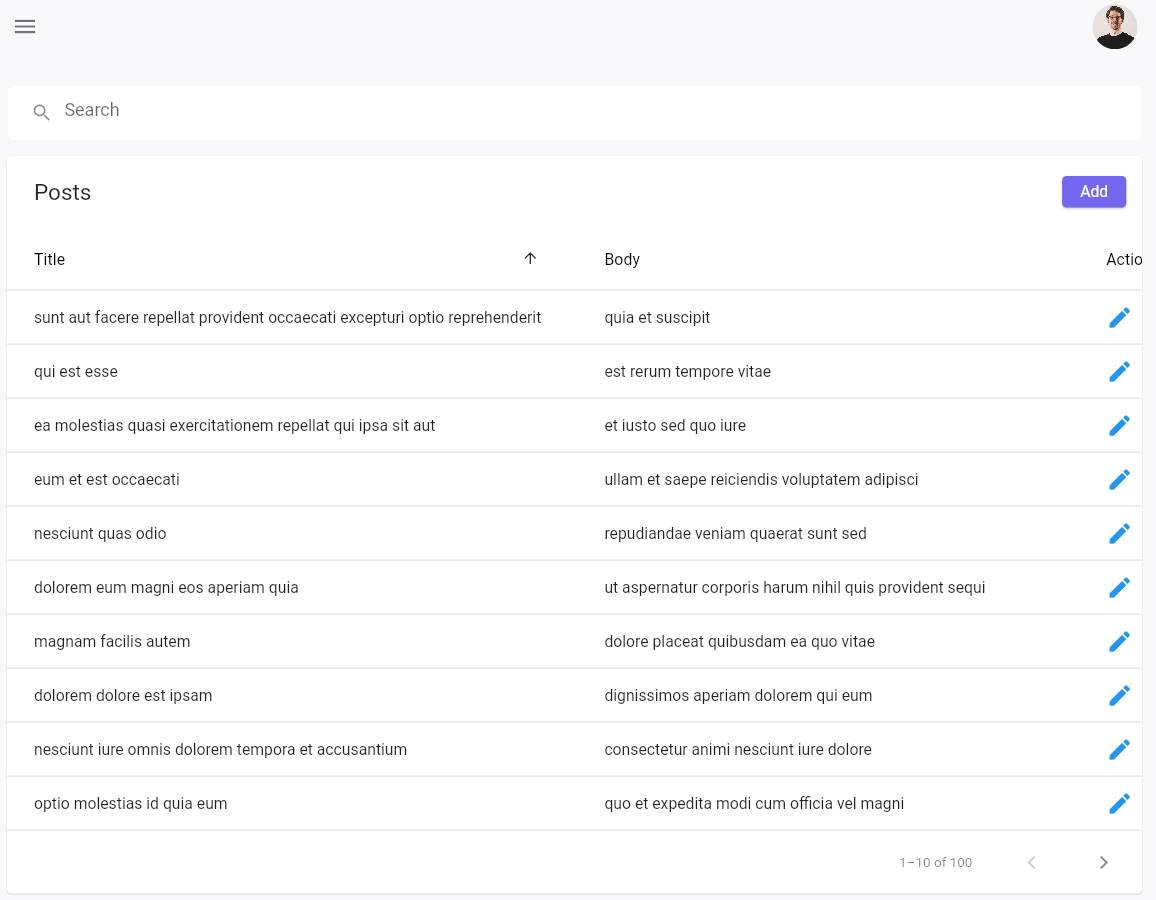 Search
Posts
Add
Title Body Actio
sunt aut facere repellat provident occaecati excepturi optio reprehenderit quia et suscipit
qui est esse est rerum tempore vitae
ea molestias quasi exercitationem repellat qui ipsa sit aut et iusto sed quo iure
eum et est occaecati ullam et saepe reiciendis voluptatem adipisci
nesciunt quas odio repudiandae veniam quaerat sunt sed
dolorem eum magni eos aperiam quia ut aspernatur corporis harum nihil quis provident sequi
magnam facilis autem dolore placeat quibusdam ea quo vitae
dolorem dolore est ipsam dignissimos aperiam dolorem qui eum
nesciunt iure omnis dolorem tempora et accusantium consectetur animi nesciunt iure dolore
optio molestias id quia eum quo et expedita modi cum officia vel magni
1–10 of 100